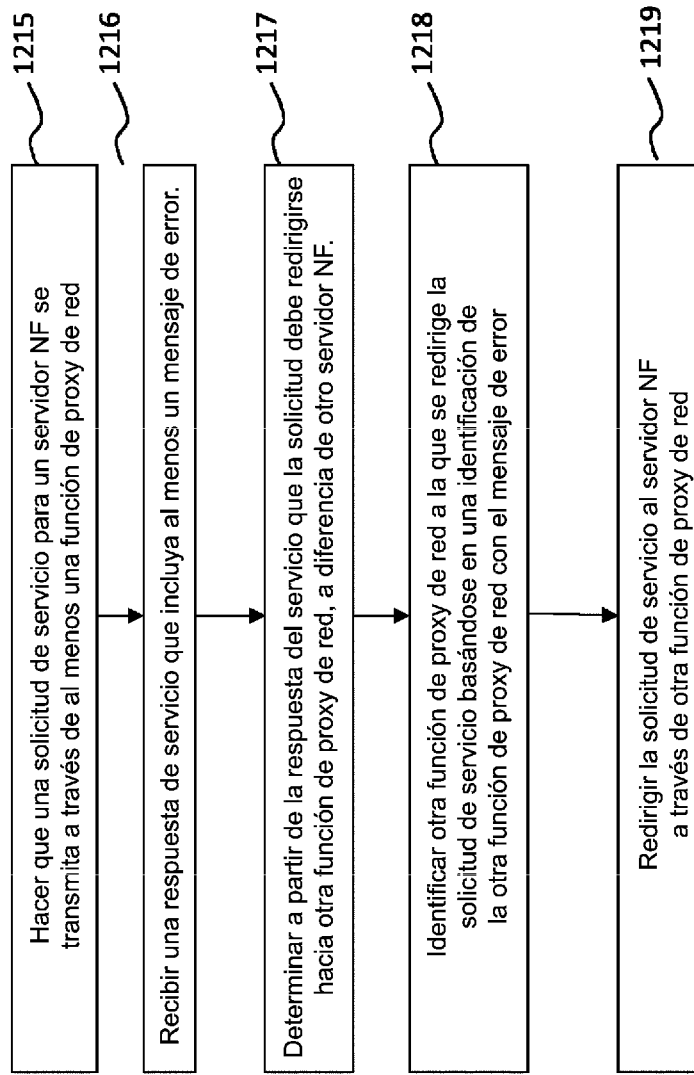 1215
Hacer que una solicitud de servicio para un servidor NF se
transmita a través de al menos una función de proxy de red
1216
Recibir una respuesta de servicio que incluya al menos un mensaje de error.
1217
Determinar a partir de la respuesta del servicio que la solicitud debe redirigirse
hacia otra función de proxy de red, a diferencia de otro servidor NF.
1218
Identificar otra función de proxy de red a la que se redirige la
solicitud de servicio basándose en una identificación de
la otra función de proxy de red con el mensaje de error
1219
Redirigir la solicitud de servicio al servidor NF
a través de otra función de proxy de red